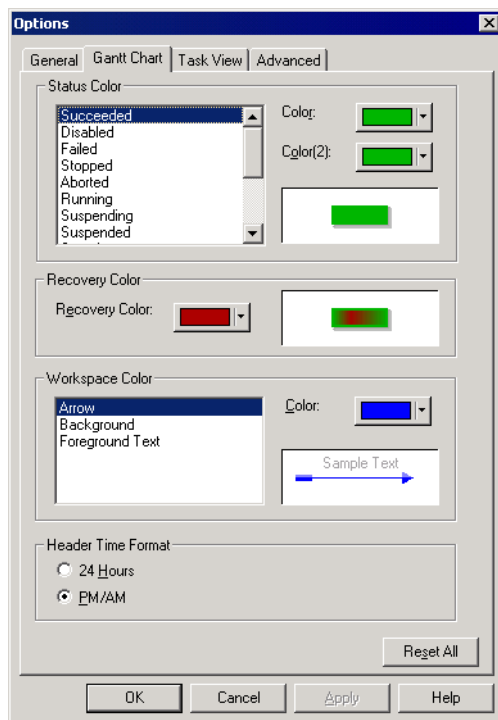 Options
General Gantt Chart Task View Advanced
Status Color
Succeeded
Disabled
Failed
Stopped
Aborted
Running
Suspending
Suspended
Color:
Color(2):
Recovery Color
Recovery Color:
Workspace Color
Arrow
Background
Foreground Text
Color:
Sample Text
Header Time Format
24 Hours
PM/AM
Reset All
OK Cancel Apply Help